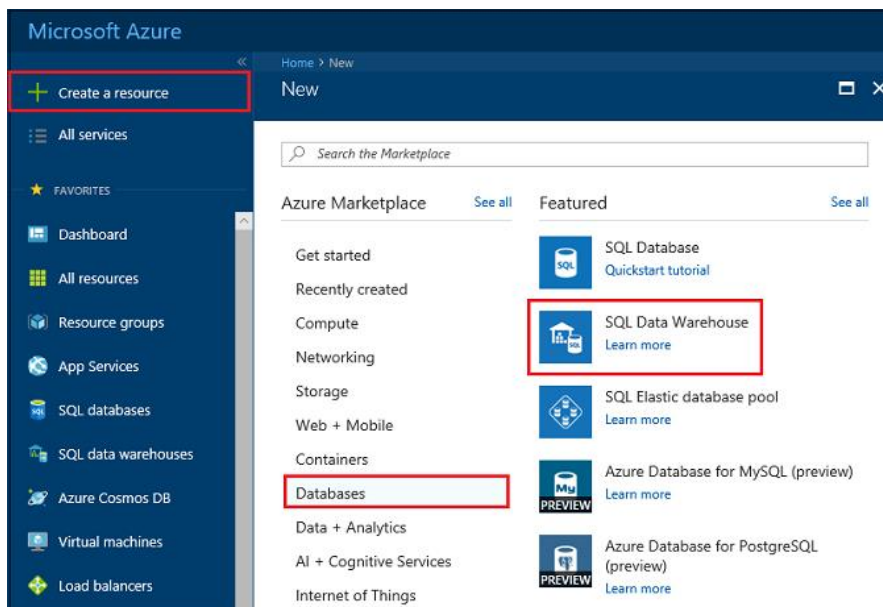 Microsoft Azure
«
Create a resource
All services
FAVORITES
Dashboard
All resources
Resource groups
App Services
SQL databases
SQL data warehouses
Azure Cosmos DB
Virtual machines
Load balancers
Home > New
New
Search the Marketplace
Azure Marketplace See all
Get started
Recently created
Compute
Networking
Storage
Web + Mobile
Containers
Databases
Data + Analytics
AI + Cognitive Services
Internet of Things
Featured See all
SQL
SQL Database
Quickstart tutorial
SQL
SQL Data Warehouse
Learn more
SQL Elastic database pool
Learn more
My
PREVIEW
Azure Database for MySQL (preview)
Learn more
PREVIEW
Azure Database for PostgreSQL
(preview)
Learn more